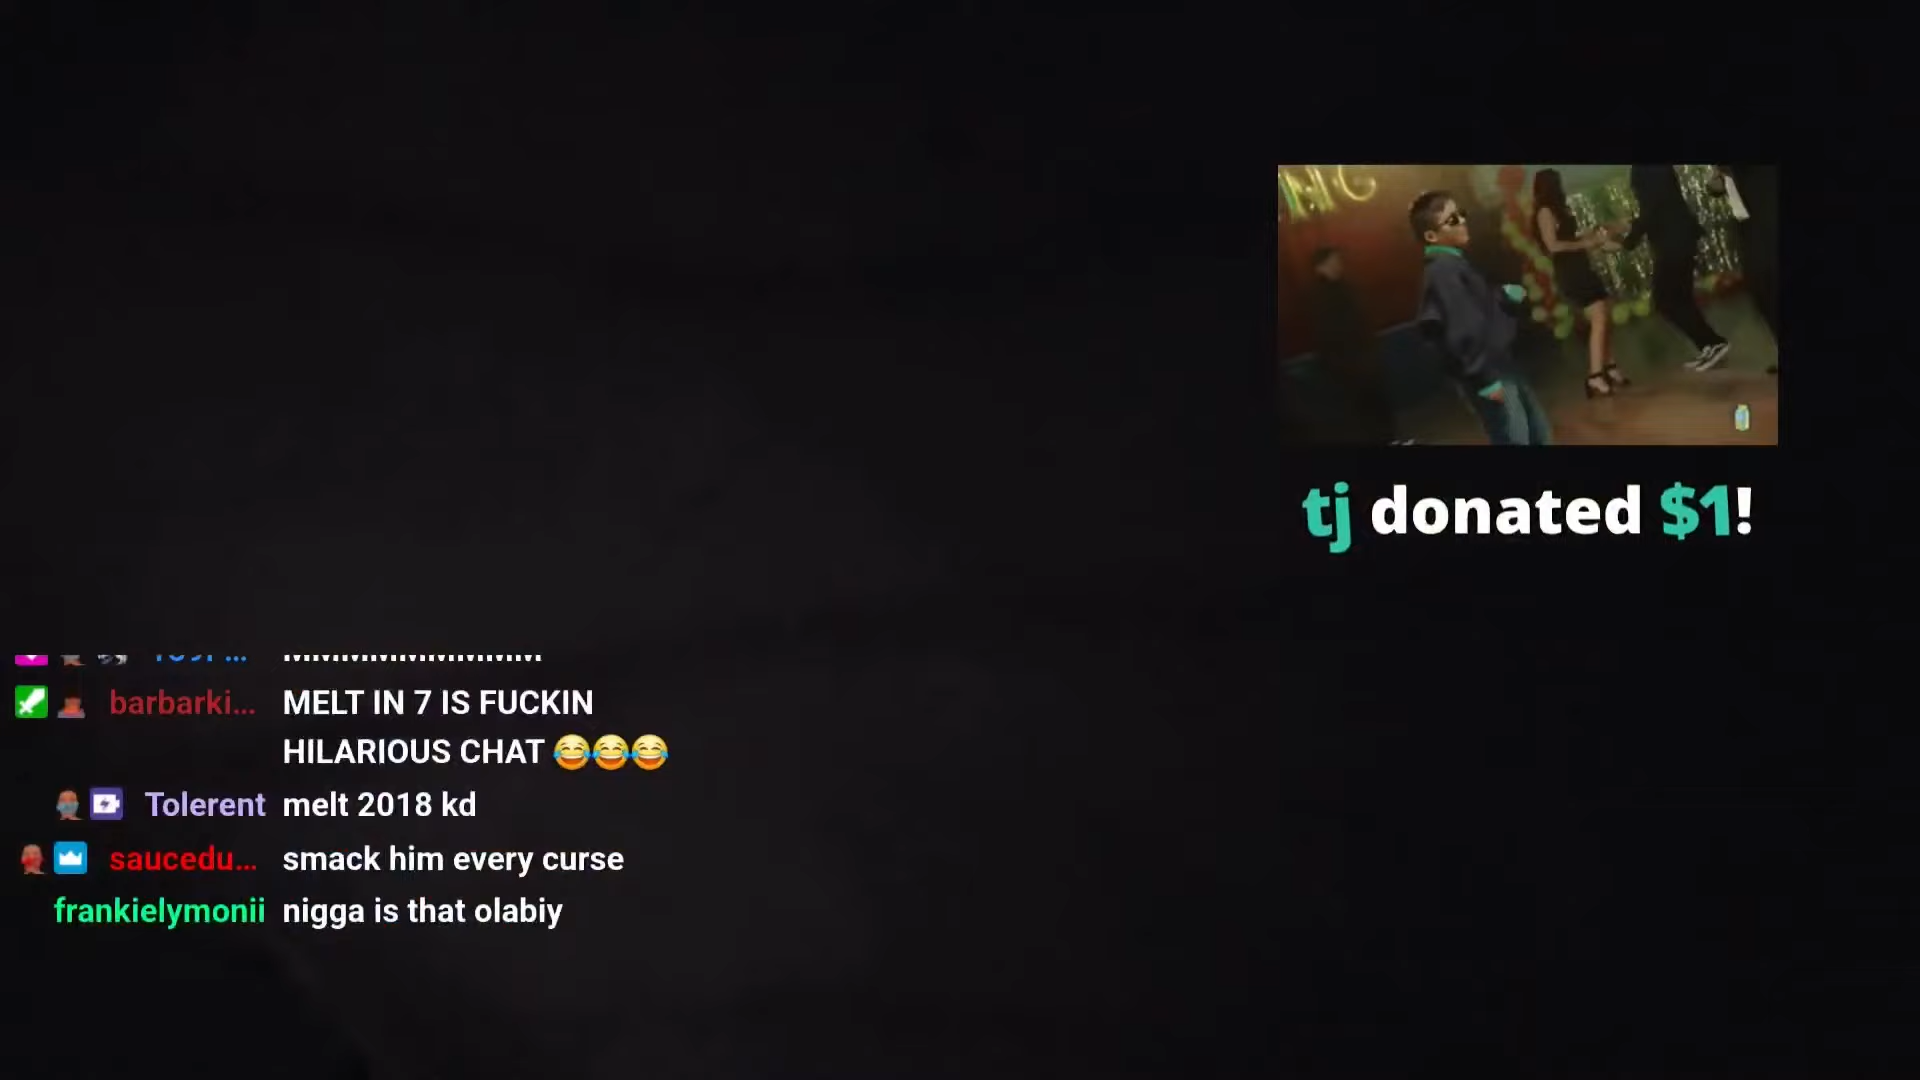 tj donated $1!
barbarki...
MELT IN 7 IS FUCKIN
HILARIOUS CHAT 😂😂😂
Tolerent melt 2018 kd
saucedu... smack him every curse
frankielymonii nigga is that olabiy